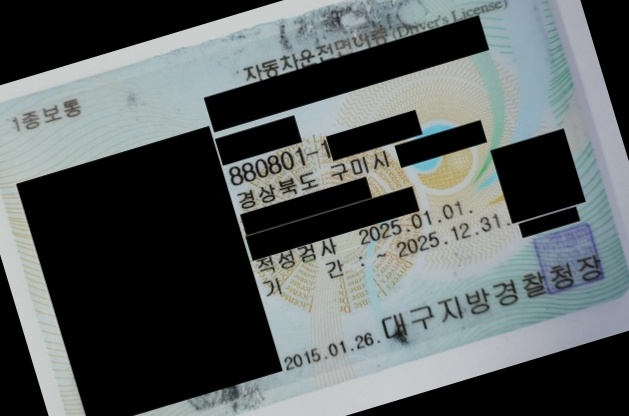 자동차운전면허증 (Driver's License)
1종보통
880801-1
경상북도 구미시
적성검사 2025.01.01.
기 간 : ~ 2025.12.31.
2015.01.26. 대구지방경찰청장